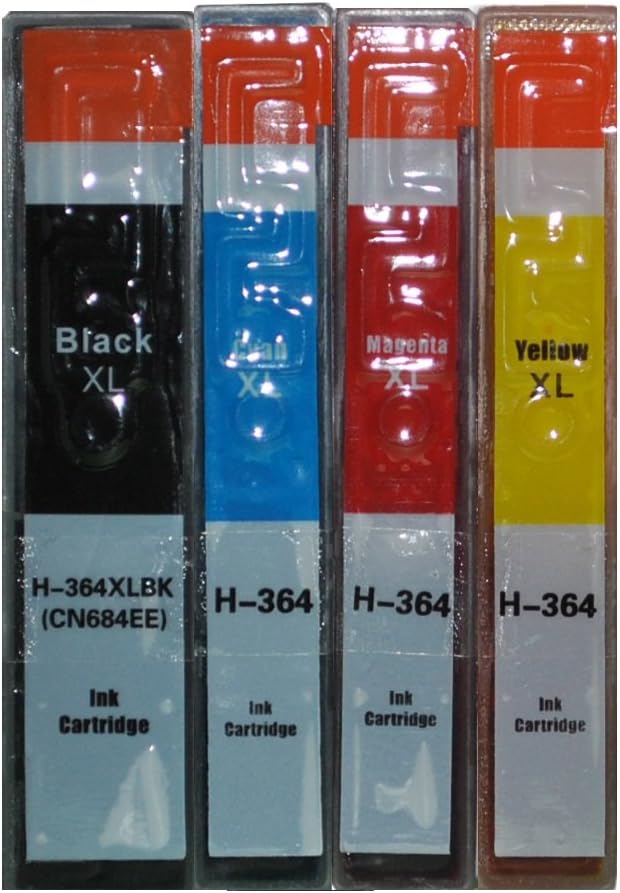 Black
XL
H-364XLBK
(CN684EE)
Ink
Cartridge
Cyan
XL
H-364
Ink
Cartridge
Magenta
XL
H-364
Ink
Cartridge
Yellow
XL
H-364
Ink
Cartridge